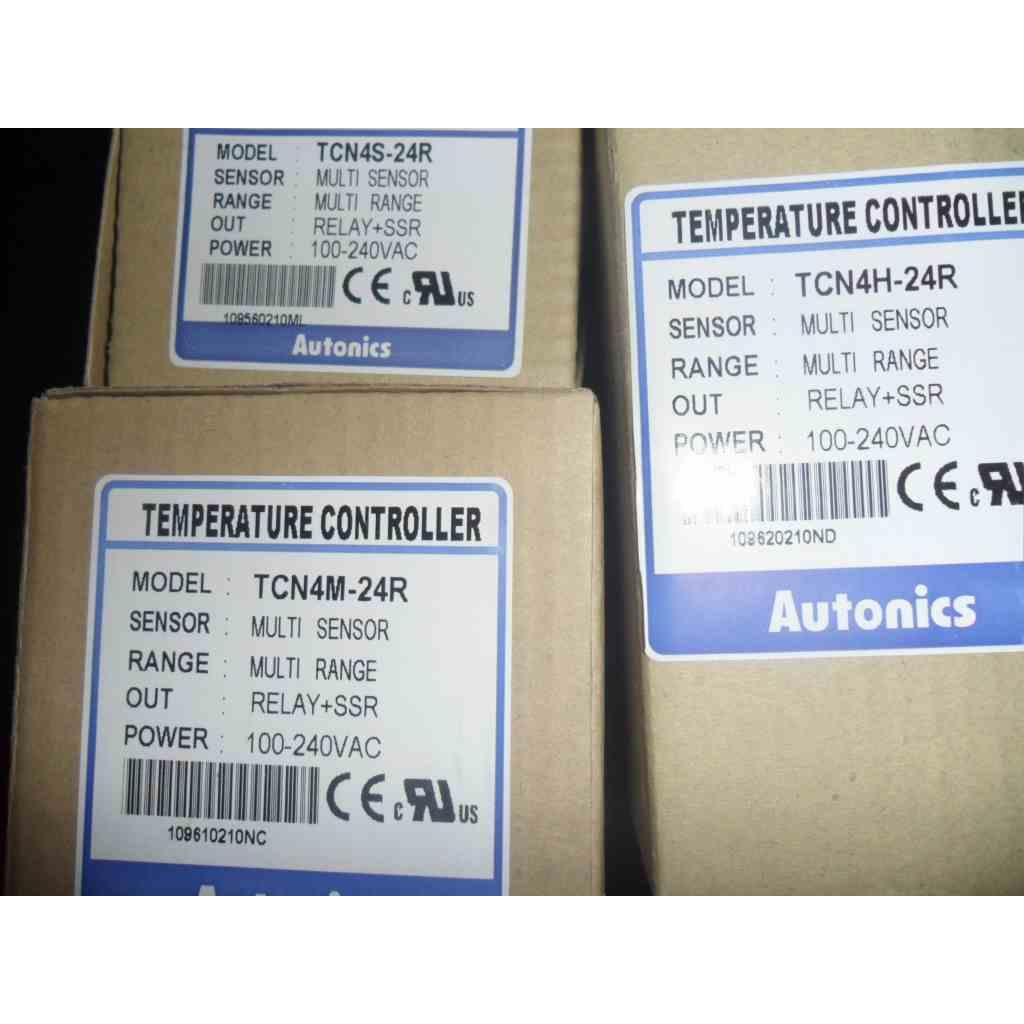 MODEL : TCN4S-24R
SENSOR : MULTI SENSOR
RANGE : MULTI RANGE
OUT : RELAY+SSR
POWER : 100-240VAC
CE c US
109560210ML
Autonics
TEMPERATURE CONTROLLER
MODEL : TCN4H-24R
SENSOR : MULTI SENSOR
RANGE : MULTI RANGE
OUT : RELAY+SSR
POWER : 100-240VAC
CE c
109620210ND
Autonics
TEMPERATURE CONTROLLER
MODEL : TCN4M-24R
SENSOR : MULTI SENSOR
RANGE : MULTI RANGE
OUT : RELAY+SSR
POWER : 100-240VAC
CE c US
109610210NC